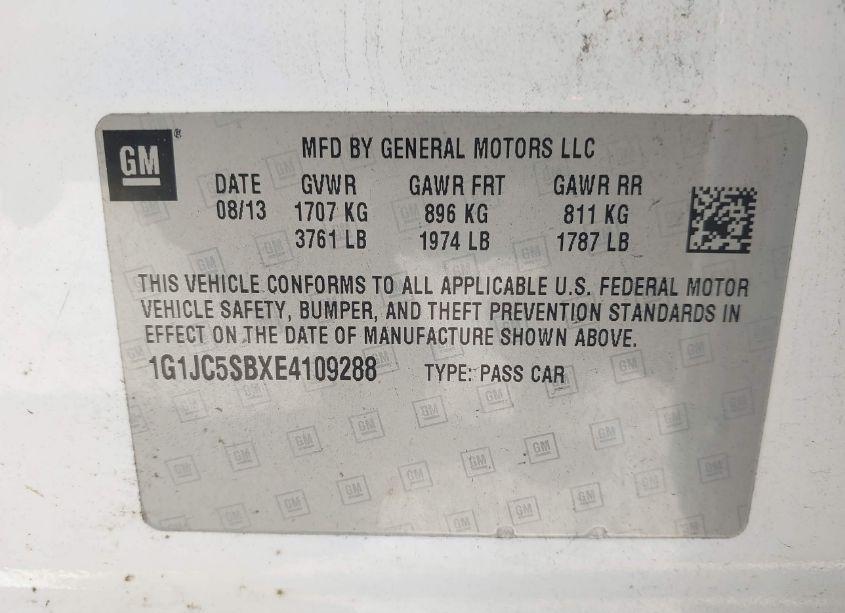 GM®
MFD BY GENERAL MOTORS LLC
DATE GVWR GAWR FRT GAWR RR
08/13 1707 KG 896 KG 811 KG
3761 LB 1974 LB 1787 LB
THIS VEHICLE CONFORMS TO ALL APPLICABLE U.S. FEDERAL MOTOR
VEHICLE SAFETY, BUMPER, AND THEFT PREVENTION STANDARDS IN
EFFECT ON THE DATE OF MANUFACTURE SHOWN ABOVE.
1G1JC5SBXE4109288 TYPE: PASS CAR